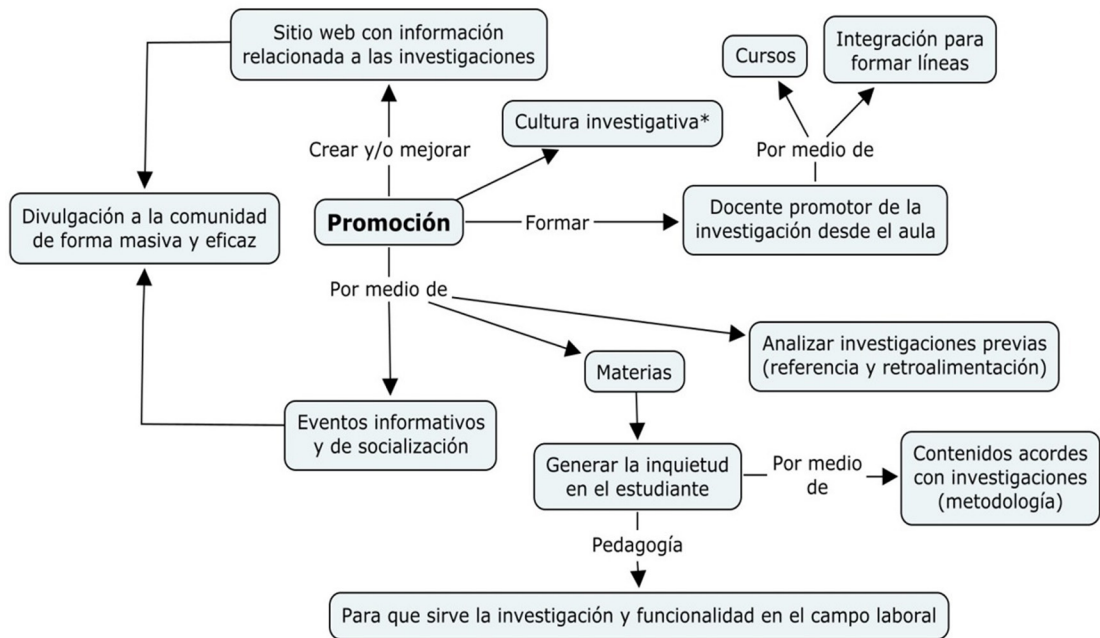 Sitio web con información
relacionada a las investigaciones
Cursos
Integración para
formar líneas
Cultura investigativa*
Crear y/o mejorar
Por medio de
Divulgación a la comunidad
de forma masiva y eficaz
Promoción
Formar
Docente promotor de la
investigación desde el aula
Por medio de
Analizar investigaciones previas
(referencia y retroalimentación)
Materias
Eventos informativos
y de socialización
Generar la inquietud
en el estudiante
Por medio
de
Contenidos acordes
con investigaciones
(metodología)
Pedagogía
Para que sirve la investigación y funcionalidad en el campo laboral